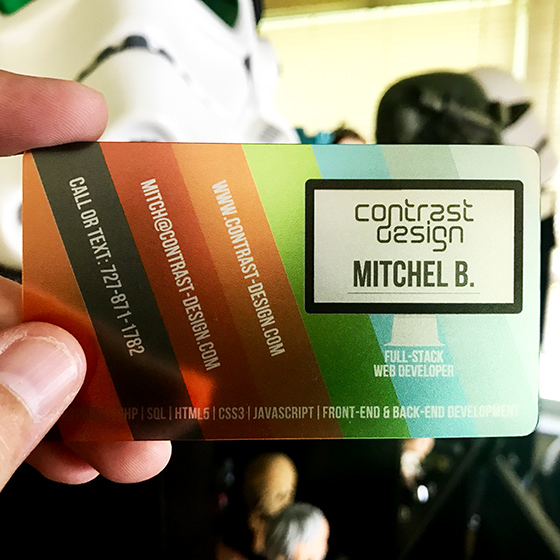 CALL OR TEXT: 727-871-1782
MITCH@CONTRAST-DESIGN.COM
WWW.CONTRAST-DESIGN.COM
contrast
design
MITCHEL B.
FULL-STACK
WEB DEVELOPER
PHP | SQL | HTML5 | CSS3 | JAVASCRIPT | FRONT-END & BACK-END DEVELOPMENT